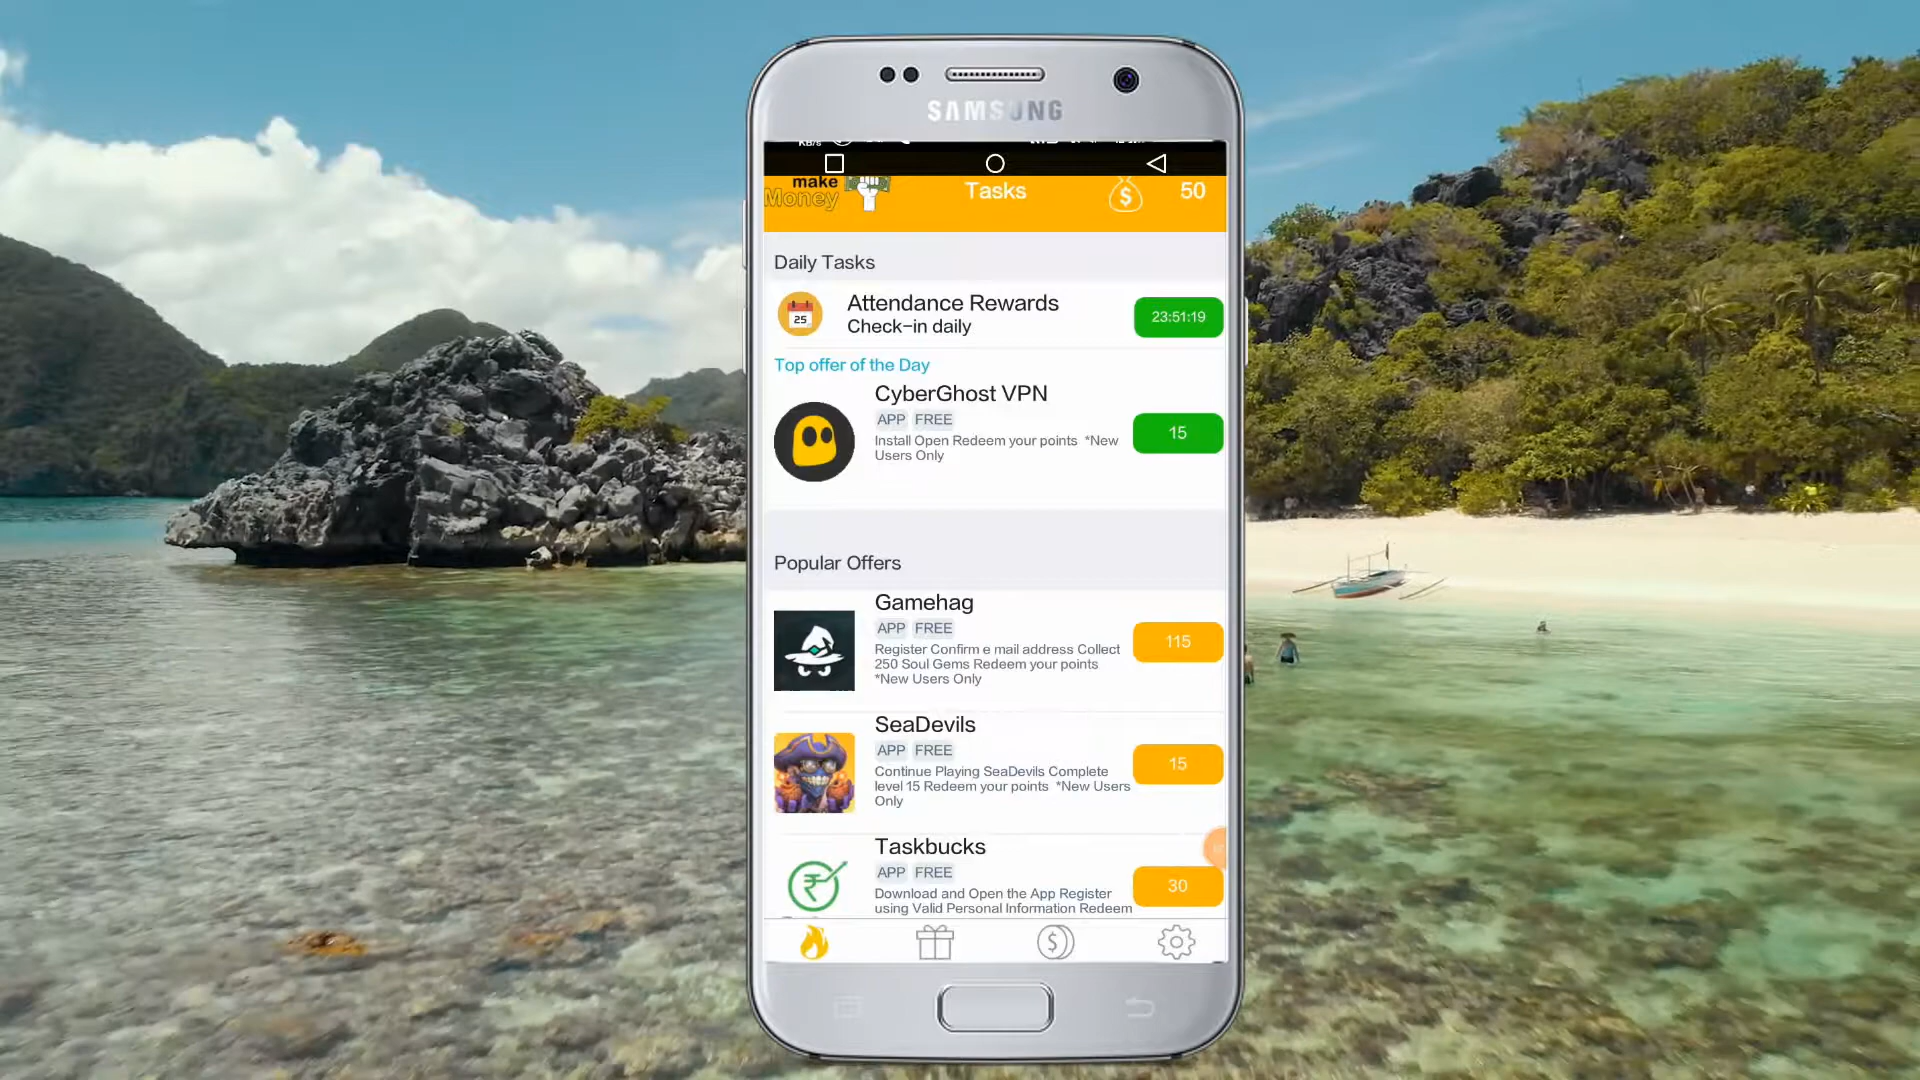 SAMSUNG
KB/s
make
Money
Tasks
$
50
Daily Tasks
25
Attendance Rewards
Check-in daily
23:51:19
Top offer of the Day
CyberGhost VPN
APP FREE
Install Open Redeem your points *New
Users Only
15
Popular Offers
Gamehag
APP FREE
Register Confirm e mail address Collect
250 Soul Gems Redeem your points
*New Users Only
115
SeaDevils
APP FREE
Continue Playing SeaDevils Complete
level 15 Redeem your points *New Users
Only
15
Taskbucks
APP FREE
Download and Open the App Register
using Valid Personal Information Redeem
30
$